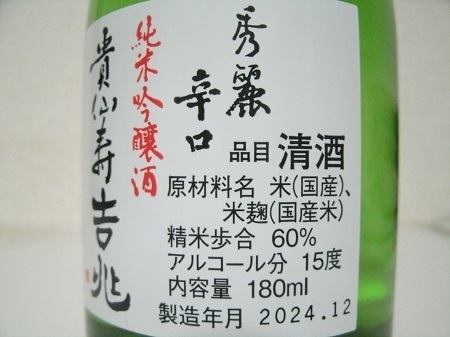 秀麗
辛口
純米吟醸酒
貴仙寿吉兆
品目 清酒
原材料名 米(国産)、
米麹(国産米)
精米歩合 60%
アルコール分 15度
内容量 180ml
製造年月 2024.12